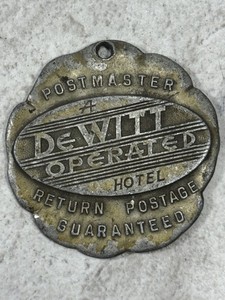 POSTMASTER
A
DeWITT
OPERATED
HOTEL
RETURN POSTAGE
GUARANTEED